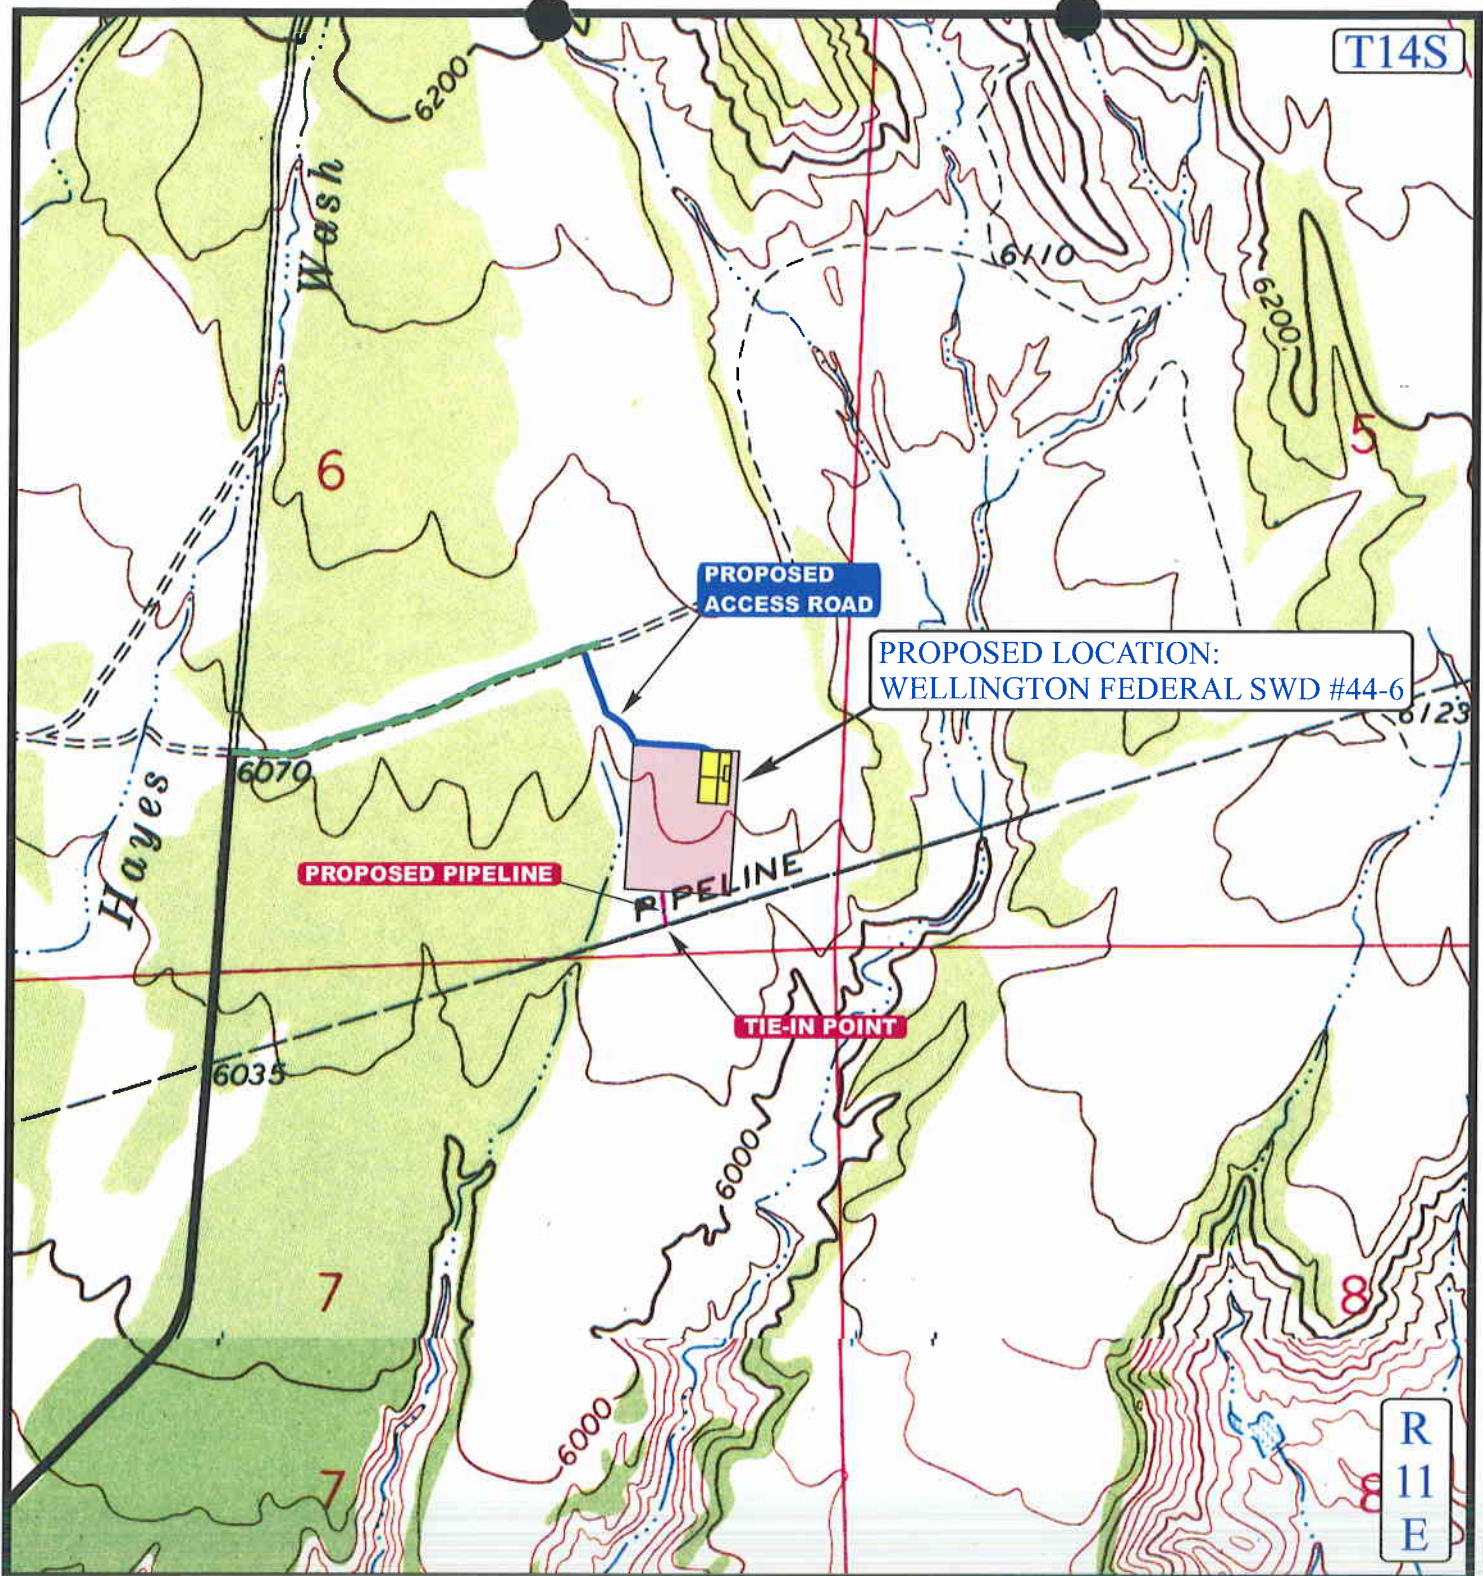 T14S
6200
Wash
6110
6200
5
6
PROPOSED
ACCESS ROAD
PROPOSED LOCATION:
WELLINGTON FEDERAL SWD #44-6
6123
6070
Hayes
PROPOSED PIPELINE
PIPELINE
TIE-IN POINT
6035
6000
7
8
6000
7
8
R
11
E